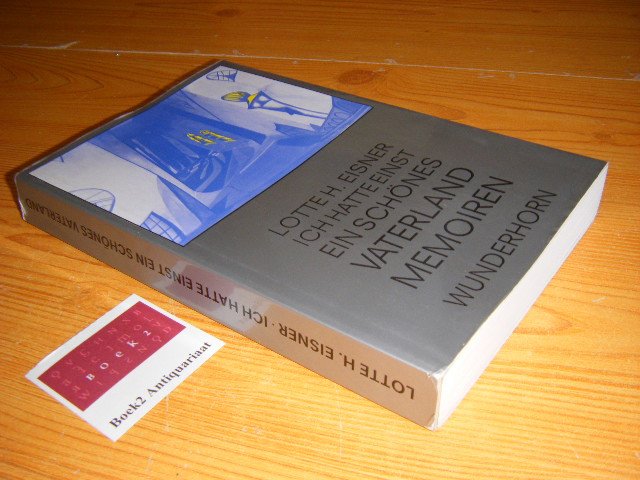 LOTTE H. EISNER
ICH HATTE EINST
EIN SCHÖNES
VATERLAND
MEMOIREN
WUNDERHORN
LOTTE H. EISNER · ICH HATTE EINST EIN SCHÖNES VATERLAND
BOEK2
Boek2 Antiquariaat